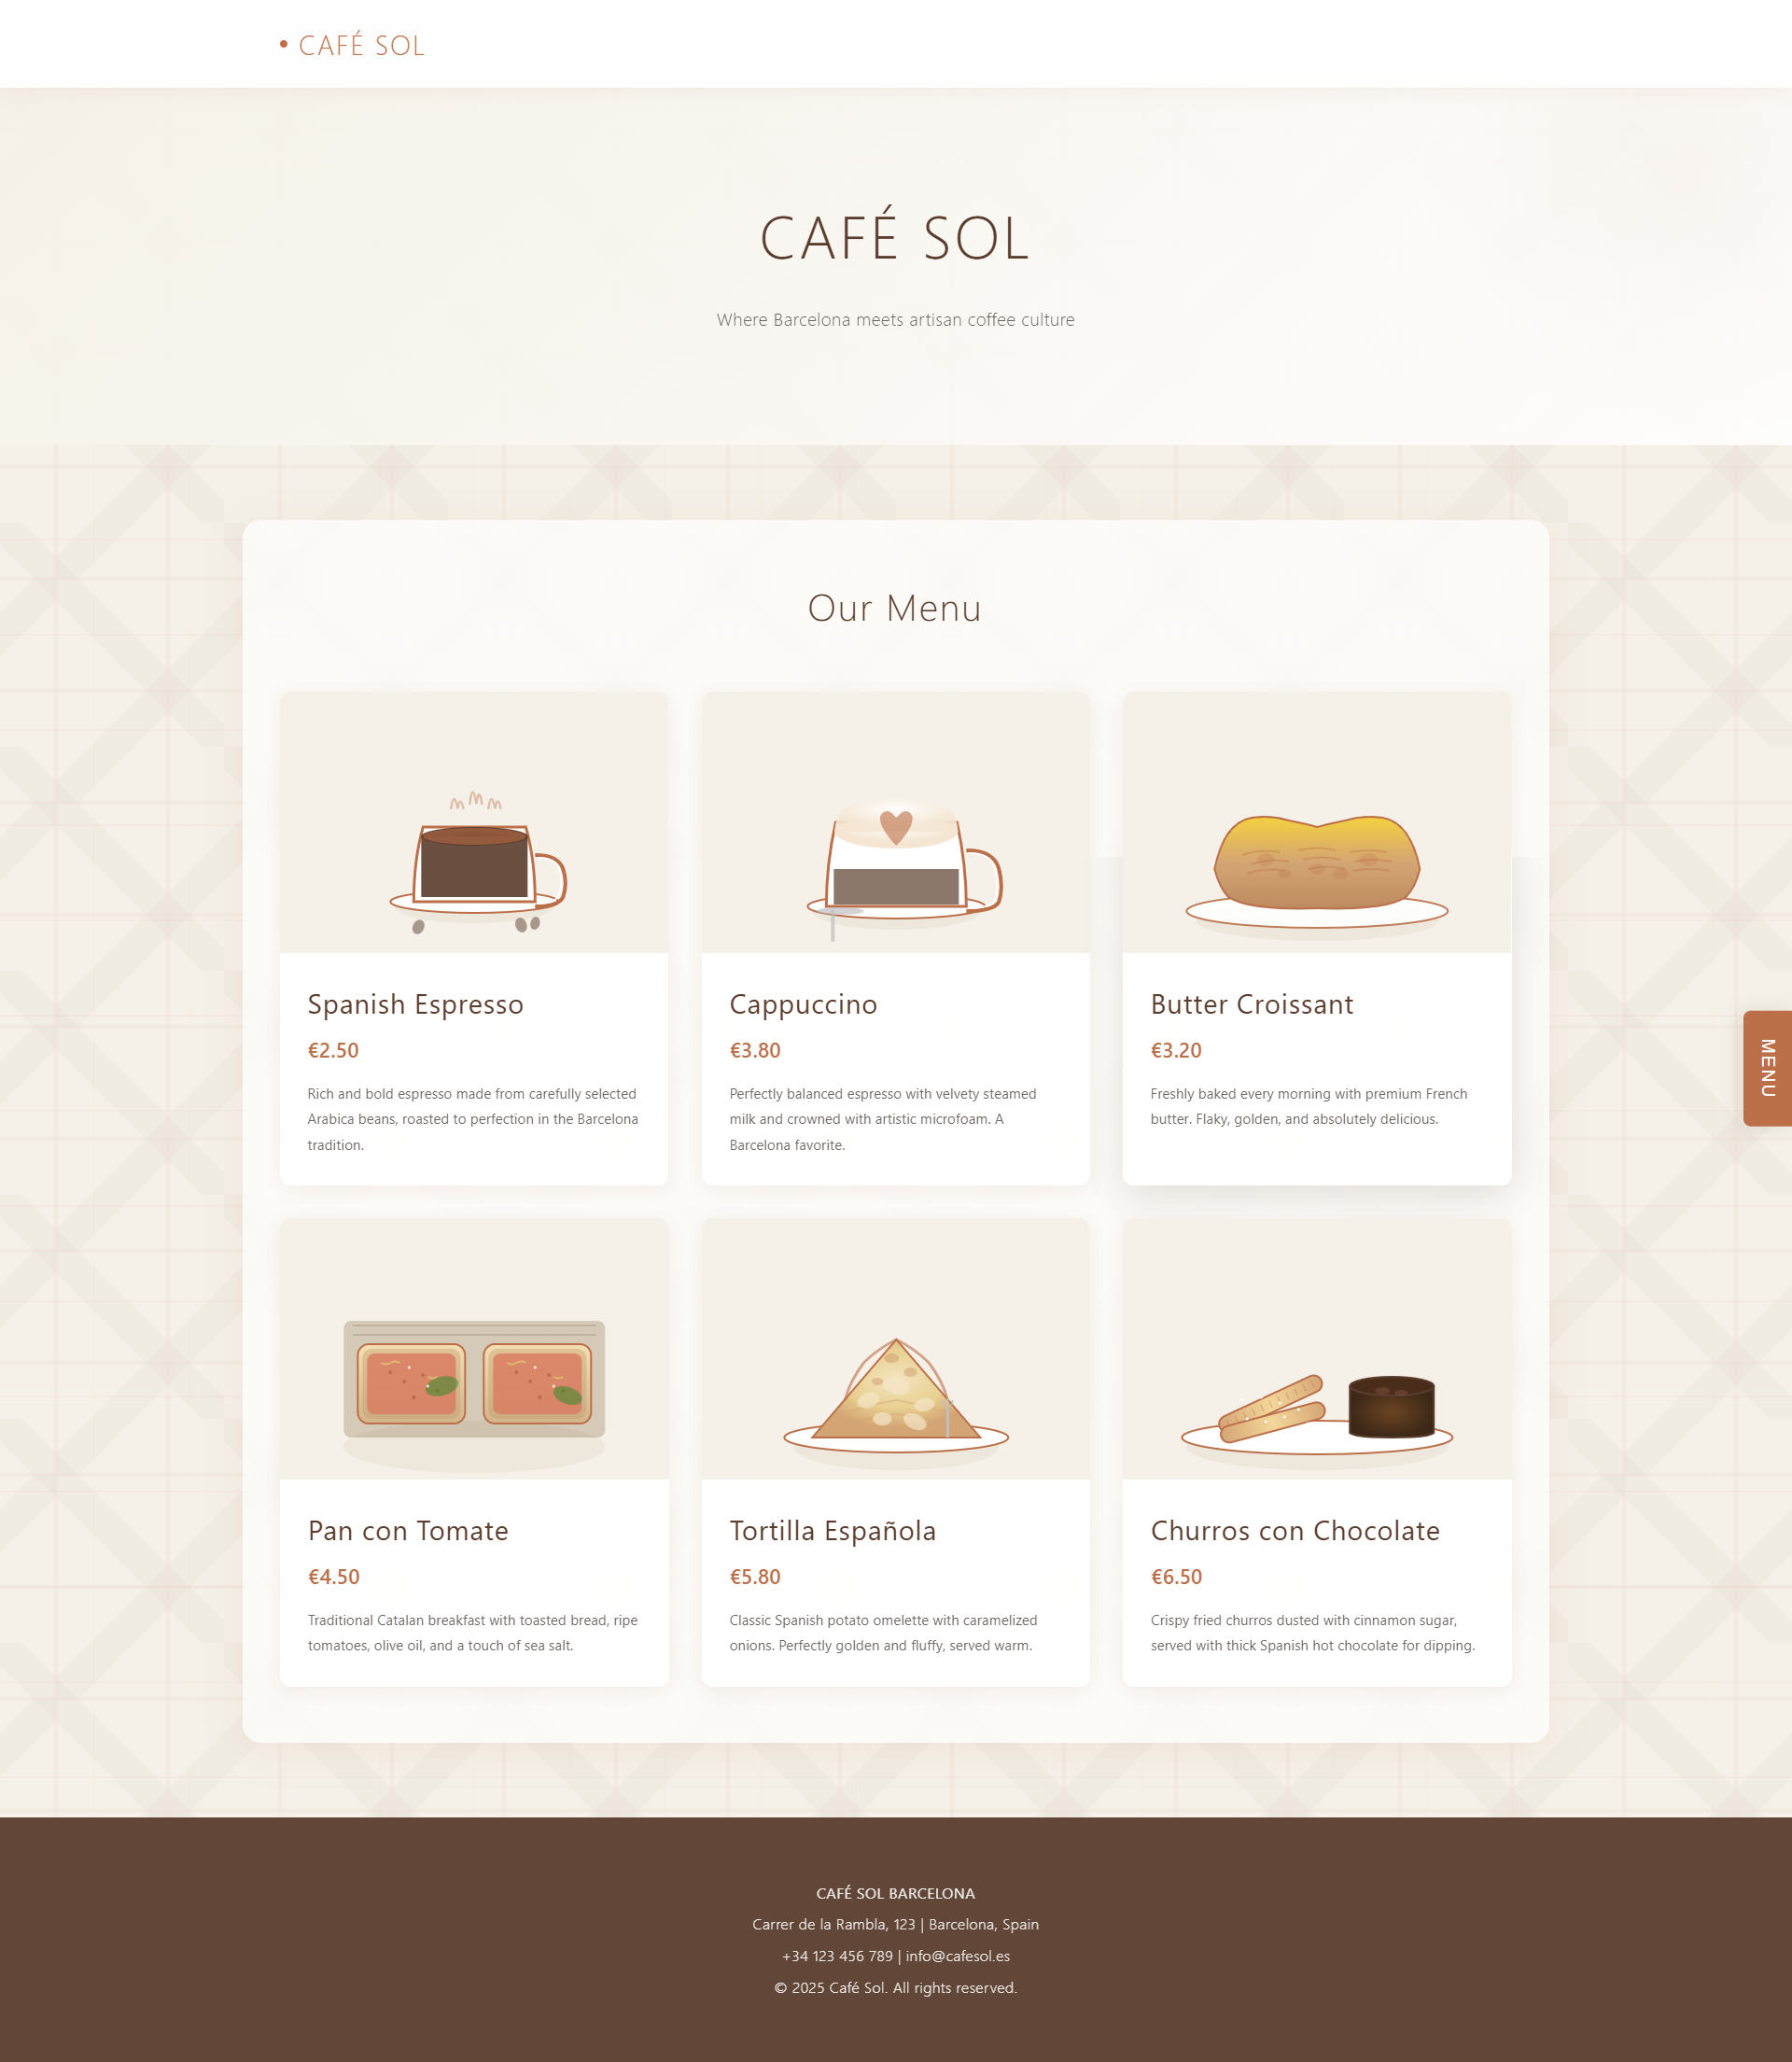 CAFÉ SOL
CAFÉ SOL
Where Barcelona meets artisan coffee culture
Our Menu
Spanish Espresso
€2.50
Rich and bold espresso made from carefully selected
Arabica beans, roasted to perfection in the Barcelona
tradition.
Cappuccino
€3.80
Perfectly balanced espresso with velvety steamed
milk and crowned with artistic microfoam. A
Barcelona favorite.
Butter Croissant
€3.20
Freshly baked every morning with premium French
butter. Flaky, golden, and absolutely delicious.
MENU
Pan con Tomate
€4.50
Traditional Catalan breakfast with toasted bread, ripe
tomatoes, olive oil, and a touch of sea salt.
Tortilla Española
€5.80
Classic Spanish potato omelette with caramelized
onions. Perfectly golden and fluffy, served warm.
Churros con Chocolate
€6.50
Crispy fried churros dusted with cinnamon sugar,
served with thick Spanish hot chocolate for dipping.
CAFÉ SOL BARCELONA
Carrer de la Rambla, 123 | Barcelona, Spain
+34 123 456 789 | info@cafesol.es
© 2025 Café Sol. All rights reserved.